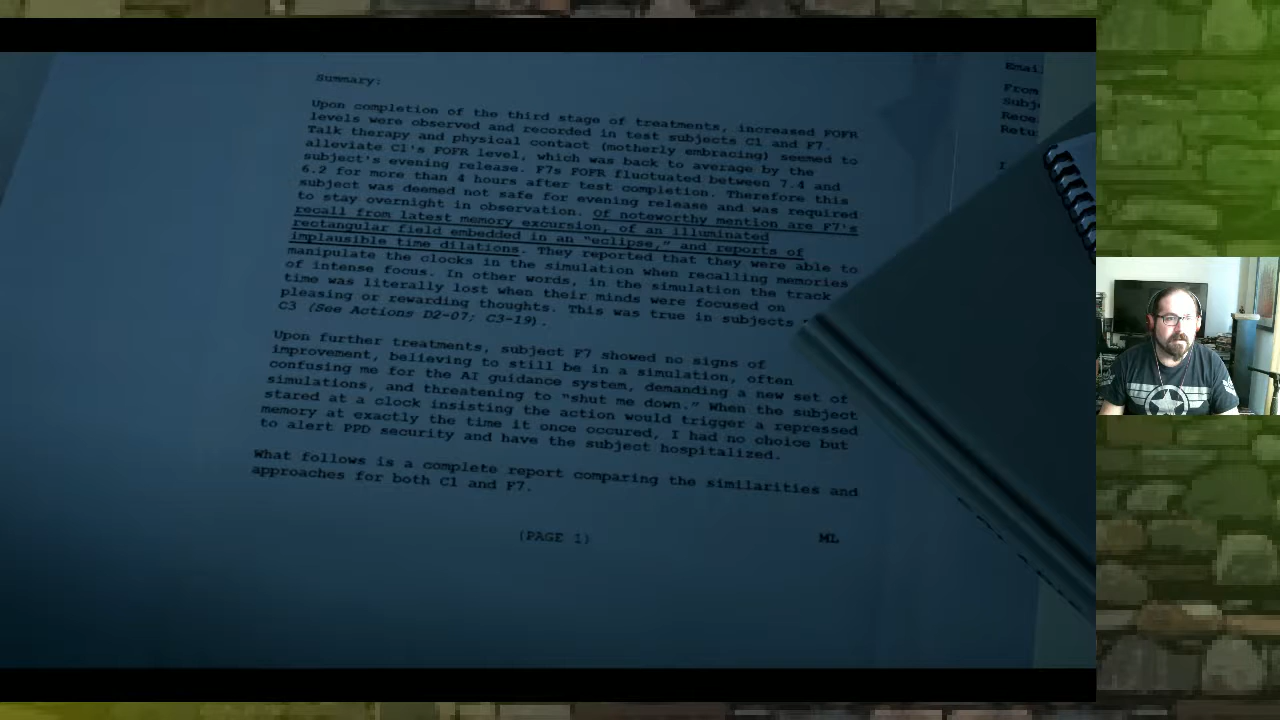 Summary:
Upon completion of the third stage of treatments, increased FOFR
levels were observed and recorded in test subjects C1 and F7.
Talk therapy and physical contact (motherly embracing) seemed to
alleviate C1's FOFR level, which was back to average by the
subject's evening release. F7s FOFR fluctuated between 7.4 and
6.2 for more than 4 hours after test completion. Therefore this
subject was deemed not safe for evening release and was required
to stay overnight in observation. Of noteworthy mention are F7's
recall from latest memory excursion, of an illuminated
rectangular field embedded in an "eclipse," and reports of
implausible time dilations. They reported that they were able to
manipulate the clocks in the simulation when recalling memories
of intense focus. In other words, in the simulation the track
time was literally lost when their minds were focused on
pleasing or rewarding thoughts. This was true in subjects
C3 (See Actions D2-07; C3-19).
Upon further treatments, subject F7 showed no signs of
improvement, believing to still be in a simulation, often
confusing me for the AI guidance system, demanding a new set of
simulations, and threatening to "shut me down." When the subject
stared at a clock insisting the action would trigger a repressed
memory at exactly the time it once occured, I had no choice but
to alert PPD security and have the subject hospitalized.
What follows is a complete report comparing the similarities and
approaches for both C1 and F7.
(PAGE 1) ML
Email
From
Subj
Rece
Retu
I